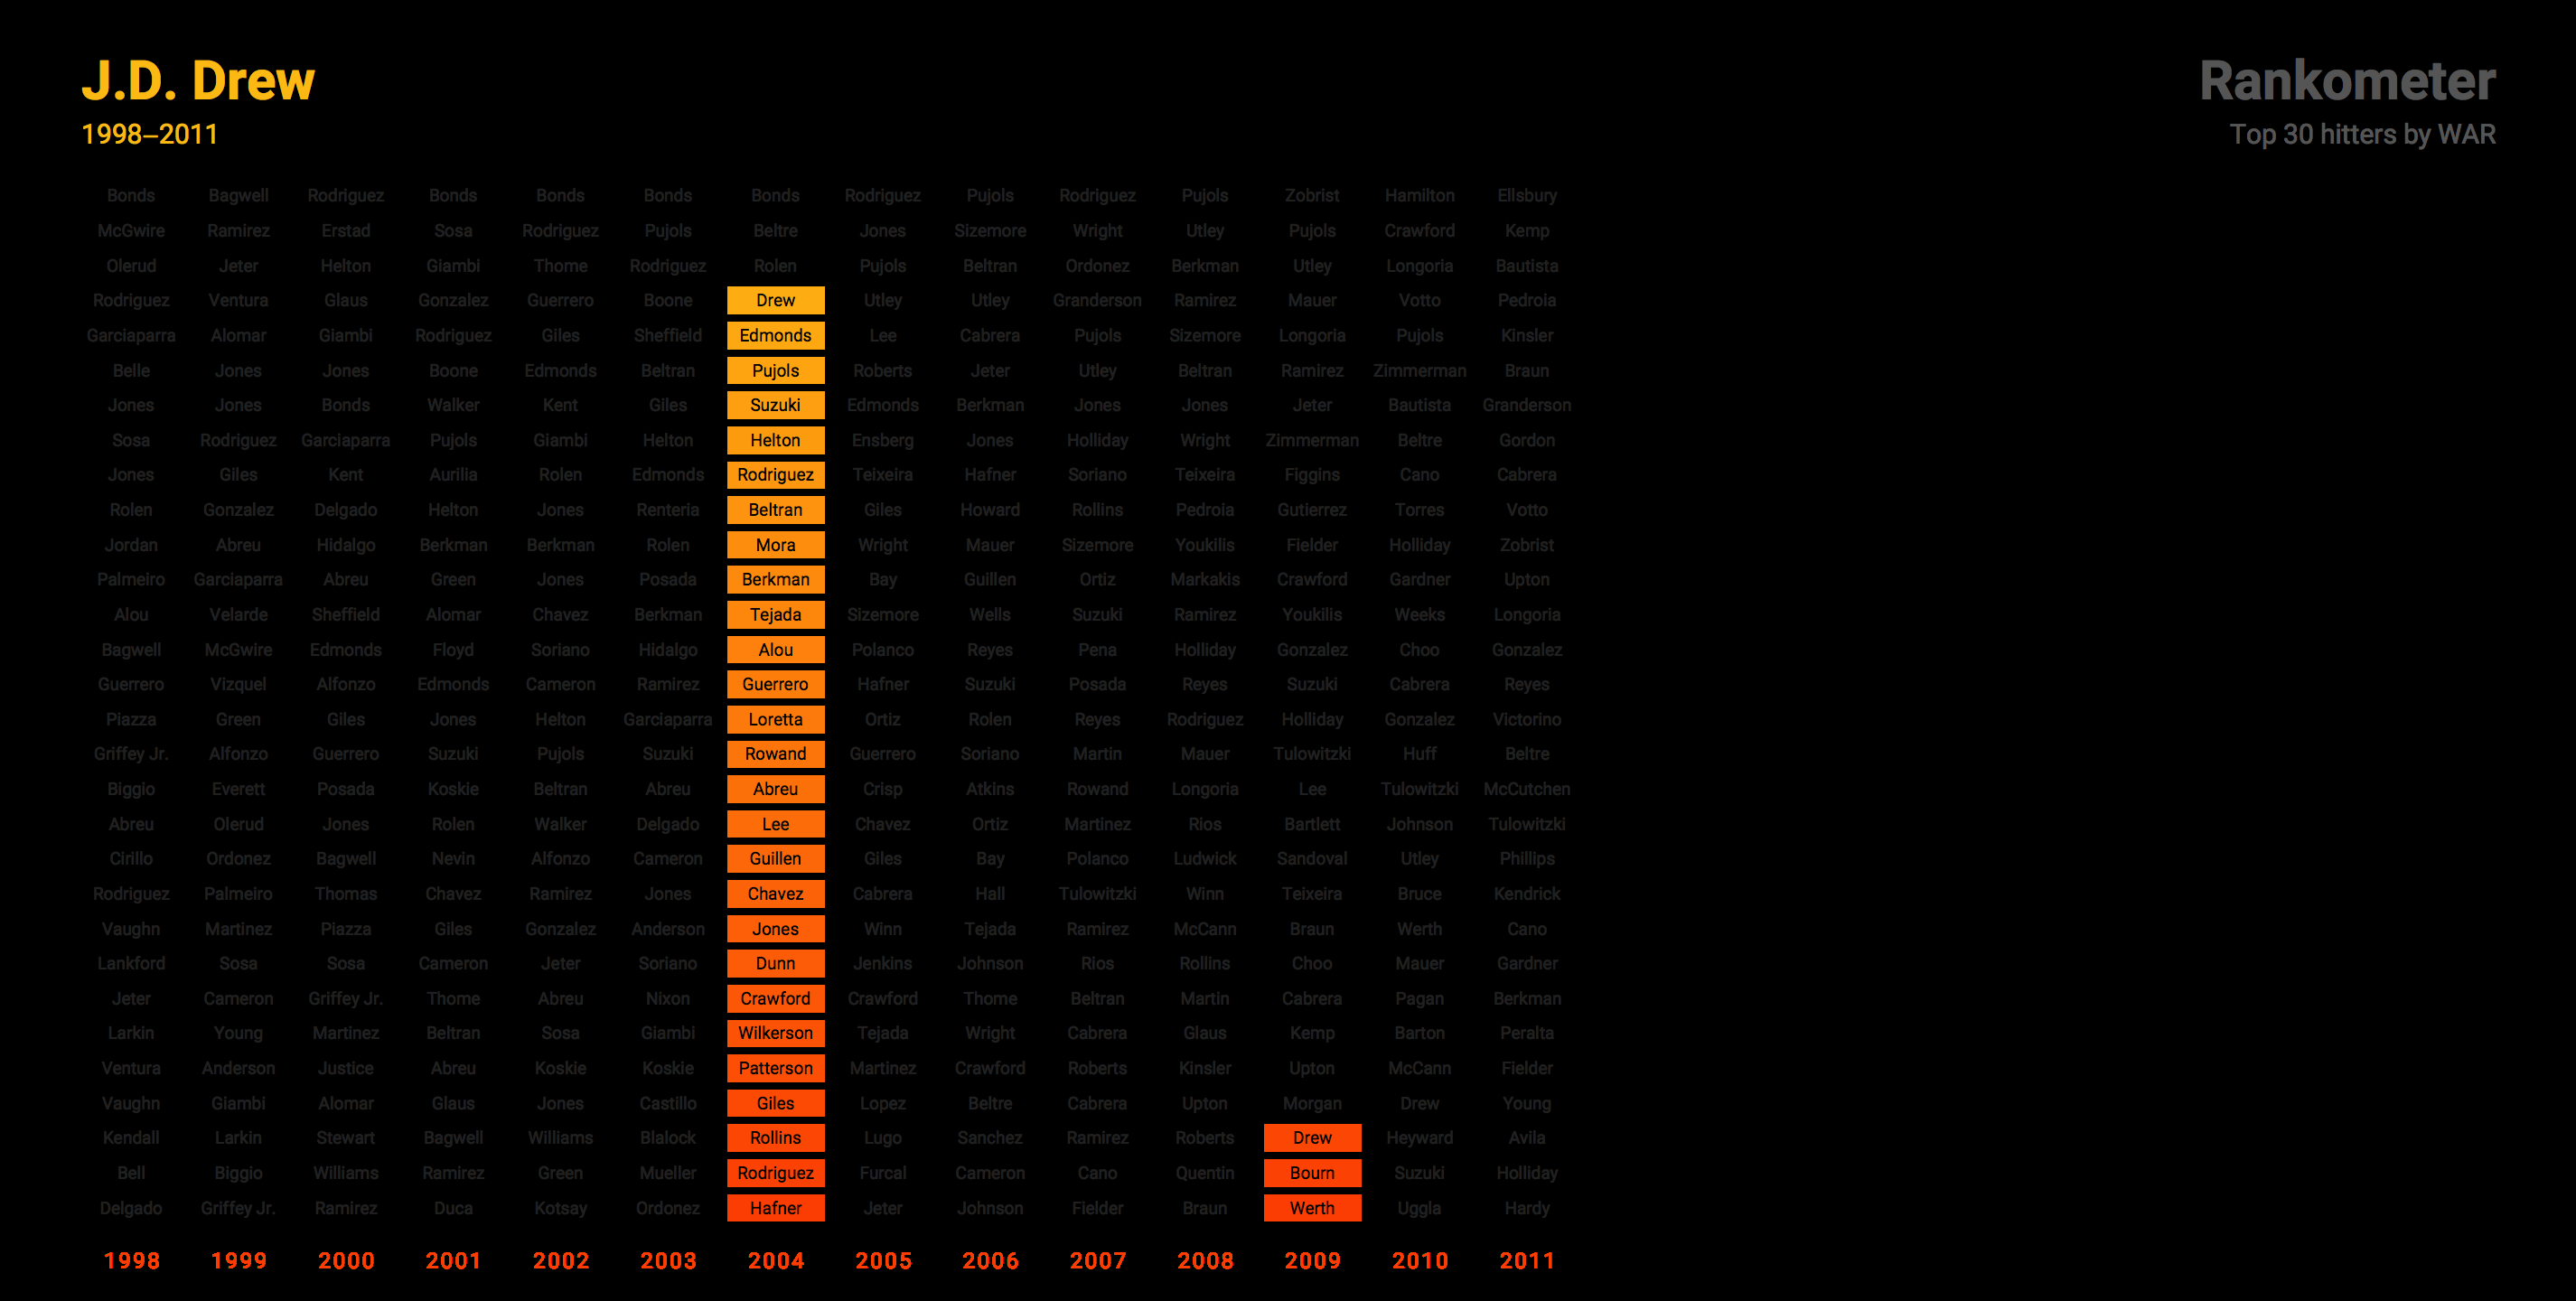 J.D. Drew
Rankometer
1998–2011
Top 30 hitters by WAR
Bonds Bagwell Rodriguez Bonds Bonds Bonds Bonds Rodriguez Pujols Rodriguez Pujols Zobrist Hamilton Ellsbury
McGwire Ramirez Erstad Sosa Rodriguez Pujols Beltre Jones Sizemore Wright Utley Pujols Crawford Kemp
Olerud Jeter Helton Giambi Thome Rodriguez Rolen Pujols Beltran Ordonez Berkman Utley Longoria Bautista
Rodriguez Ventura Glaus Gonzalez Guerrero Boone Drew Utley Utley Granderson Ramirez Mauer Votto Pedroia
Garciaparra Alomar Giambi Rodriguez Giles Sheffield Edmonds Lee Cabrera Pujols Sizemore Longoria Pujols Kinsler
Belle Jones Jones Boone Edmonds Beltran Pujols Roberts Jeter Utley Beltran Ramirez Zimmerman Braun
Jones Jones Bonds Walker Kent Giles Suzuki Edmonds Berkman Jones Jones Jeter Bautista Granderson
Sosa Rodriguez Garciaparra Pujols Giambi Helton Helton Ensberg Jones Holliday Wright Zimmerman Beltre Gordon
Jones Giles Kent Aurilia Rolen Edmonds Rodriguez Teixeira Hafner Soriano Teixeira Figgins Cano Cabrera
Rolen Gonzalez Delgado Helton Jones Renteria Beltran Giles Howard Rollins Pedroia Gutierrez Torres Votto
Jordan Abreu Hidalgo Berkman Berkman Rolen Mora Wright Mauer Sizemore Youkilis Fielder Holliday Zobrist
Palmeiro Garciaparra Abreu Green Jones Posada Berkman Bay Guillen Ortiz Markakis Crawford Gardner Upton
Alou Velarde Sheffield Alomar Chavez Berkman Tejada Sizemore Wells Suzuki Ramirez Youkilis Weeks Longoria
Bagwell McGwire Edmonds Floyd Soriano Hidalgo Alou Polanco Reyes Pena Holliday Gonzalez Choo Gonzalez
Guerrero Vizquel Alfonzo Edmonds Cameron Ramirez Guerrero Hafner Suzuki Posada Reyes Suzuki Cabrera Reyes
Piazza Green Giles Jones Helton Garciaparra Loretta Ortiz Rolen Reyes Rodriguez Holliday Gonzalez Victorino
Griffey Jr. Alfonzo Guerrero Suzuki Pujols Suzuki Rowand Guerrero Soriano Martin Mauer Tulowitzki Huff Beltre
Biggio Everett Posada Koskie Beltran Abreu Abreu Crisp Atkins Rowand Longoria Lee Tulowitzki McCutchen
Abreu Olerud Jones Rolen Walker Delgado Lee Chavez Ortiz Martinez Rios Bartlett Johnson Tulowitzki
Cirillo Ordonez Bagwell Nevin Alfonzo Cameron Guillen Giles Bay Polanco Ludwick Sandoval Utley Phillips
Rodriguez Palmeiro Thomas Chavez Ramirez Jones Chavez Cabrera Hall Tulowitzki Winn Teixeira Bruce Kendrick
Vaughn Martinez Piazza Giles Gonzalez Anderson Jones Winn Tejada Ramirez McCann Braun Werth Cano
Lankford Sosa Sosa Cameron Jeter Soriano Dunn Jenkins Johnson Rios Rollins Choo Mauer Gardner
Jeter Cameron Griffey Jr. Thome Abreu Nixon Crawford Crawford Thome Beltran Martin Cabrera Pagan Berkman
Larkin Young Martinez Beltran Sosa Giambi Wilkerson Tejada Wright Cabrera Glaus Kemp Barton Peralta
Ventura Anderson Justice Abreu Koskie Koskie Patterson Martinez Crawford Roberts Kinsler Upton McCann Fielder
Vaughn Giambi Alomar Glaus Jones Castillo Giles Lopez Beltre Cabrera Upton Morgan Drew Young
Kendall Larkin Stewart Bagwell Williams Blalock Rollins Lugo Sanchez Ramirez Roberts Drew Heyward Avila
Bell Biggio Williams Ramirez Green Mueller Rodriguez Furcal Cameron Cano Quentin Bourn Suzuki Holliday
Delgado Griffey Jr. Ramirez Duca Kotsay Ordonez Hafner Jeter Johnson Fielder Braun Werth Uggla Hardy
1998 1999 2000 2001 2002 2003 2004 2005 2006 2007 2008 2009 2010 2011